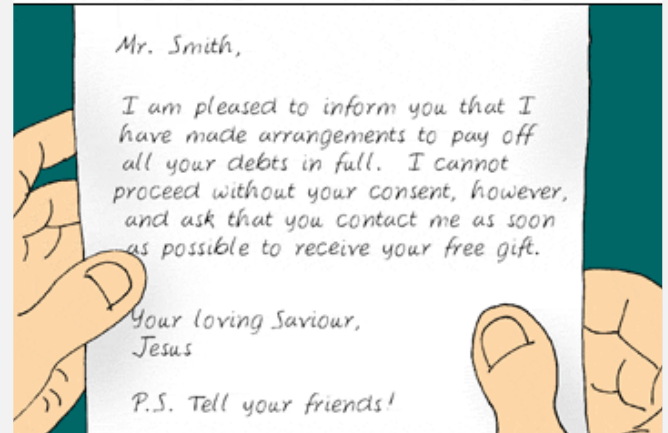 Mr. Smith,
I am pleased to inform you that I
have made arrangements to pay off
all your debts in full. I cannot
proceed without your consent, however,
and ask that you contact me as soon
as possible to receive your free gift.
Your loving Saviour,
Jesus
P.S. Tell your friends!